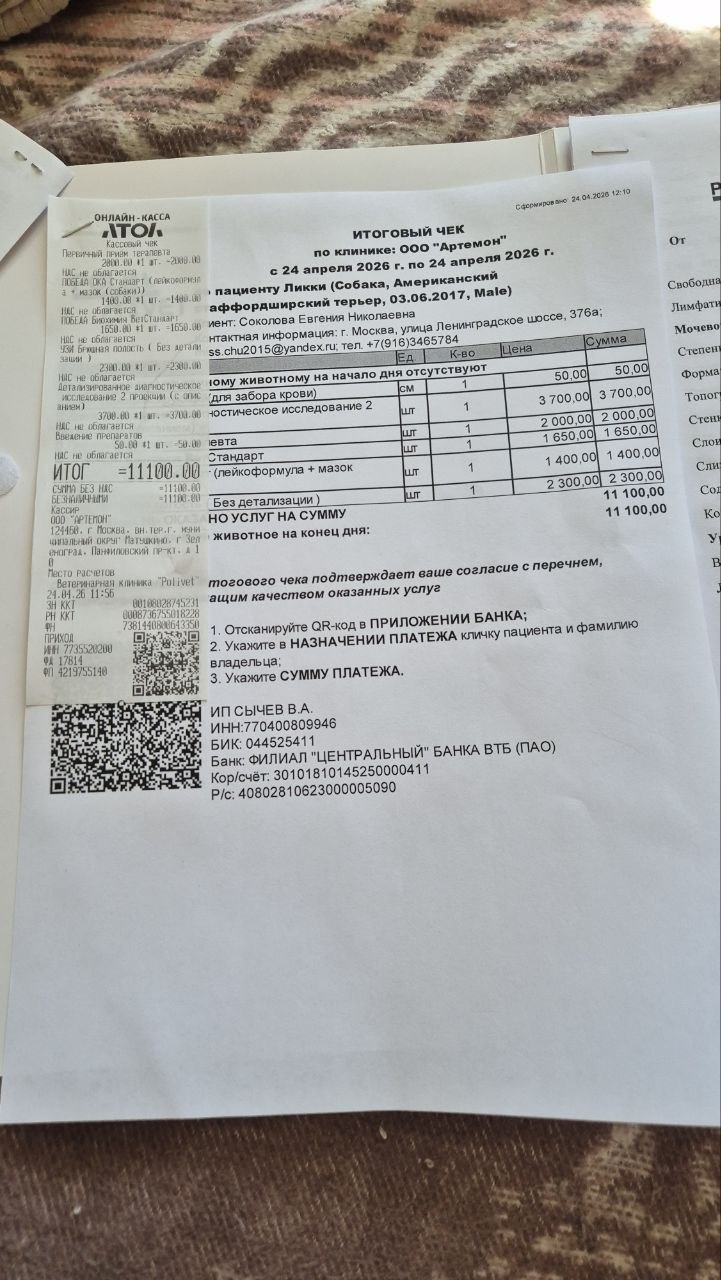 Сформировано: 24.04.2026 12:10
ИТОГОВЫЙ ЧЕК
по клинике: ООО "Артемон"
с 24 апреля 2026 г. по 24 апреля 2026 г.
пациенту Ликки (Собака, Американский
аффордширский терьер, 03.06.2017, Male)
иент: Соколова Евгения Николаевна
нтактная информация: г. Москва, улица Ленинградское шоссе, 376а;
ss.chu2015@yandex.ru; тел. +7(916)3465784
Ед К-во Цена Сумма
ному животному на начало дня отсутствуют
для забора крови) см 1 50,00 50,00
ностическое исследование 2 шт 1 3 700,00 3 700,00
евта шт 1 2 000,00 2 000,00
Стандарт шт 1 1 650,00 1 650,00
(лейкоформула + мазок шт 1 1 400,00 1 400,00
Без детализации ) шт 1 2 300,00 2 300,00
11 100,00
НО УСЛУГ НА СУММУ 11 100,00
животное на конец дня:
тогового чека подтверждает ваше согласие с перечнем,
ащим качеством оказанных услуг
1. Отсканируйте QR-код в ПРИЛОЖЕНИИ БАНКА;
2. Укажите в НАЗНАЧЕНИИ ПЛАТЕЖА кличку пациента и фамилию
владельца;
3. Укажите СУММУ ПЛАТЕЖА.
ИП СЫЧЕВ В.А.
ИНН:770400809946
БИК: 044525411
Банк: ФИЛИАЛ "ЦЕНТРАЛЬНЫЙ" БАНКА ВТБ (ПАО)
Кор/счёт: 30101810145250000411
Р/с: 40802810623000005090
ОНЛАЙН-КАССА
АТОЛ
Кассовый чек
Первичный прием терапевта
2000.00 *1 шт. =2000.00
НДС не облагается
ПОБЕДА ОКА Стандарт (лейкоформул
а + мазок (собаки))
1400.00 *1 шт. =1400.00
НДС не облагается
ПОБЕДА Биохимия ВетСтандарт
1650.00 *1 шт. =1650.00
НДС не облагается
УЗИ Брюшная полость ( Без детали
зации )
2300.00 *1 шт. =2300.00
НДС не облагается
Детализированное диагностическое
исследование 2 проекции (с опис
анием)
3700.00 *1 шт. =3700.00
НДС не облагается
Введение препаратов
50.00 *1 шт. =50.00
НДС не облагается
ИТОГ =11100.00
СУММА БЕЗ НДС =11100.00
БЕЗНАЛИЧНЫМИ =11100.00
Кассир
ООО "АРТЕМОН"
124460, г Москва, вн.тер.г. муни
ципальный округ Матушкино, г Зел
еноград, Панфиловский пр-кт, д 1
0
Место расчетов
Ветеринарная клиника "Polivet"
24.04.26 11:56
ЗН ККТ 00108028745231
РН ККТ 0008736755018228
ФН 7381440800643350
ПРИХОД
ИНН 7735520200
ФД 17814
ФП 4219755140
Р
От
Свободна
Лимфати
Мочево
Степен
Форма
Топог
Стен
Слои
Сли
Сод
Ко
Ур
В